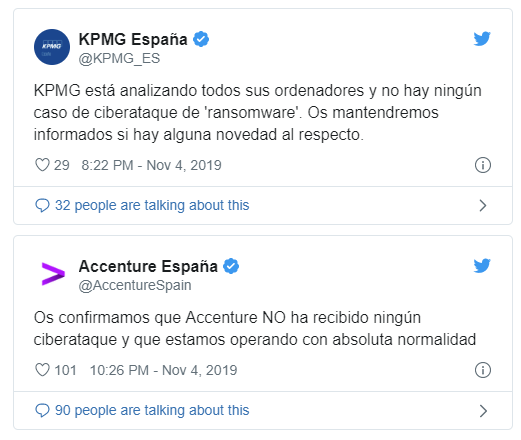 KPMG
KPMG España
@KPMG_ES
KPMG está analizando todos sus ordenadores y no hay ningún
caso de ciberataque de 'ransomware'. Os mantendremos
informados si hay alguna novedad al respecto.
29 8:22 PM - Nov 4, 2019
32 people are talking about this
Accenture España
@AccentureSpain
Os confirmamos que Accenture NO ha recibido ningún
ciberataque y que estamos operando con absoluta normalidad
101 10:26 PM - Nov 4, 2019
90 people are talking about this